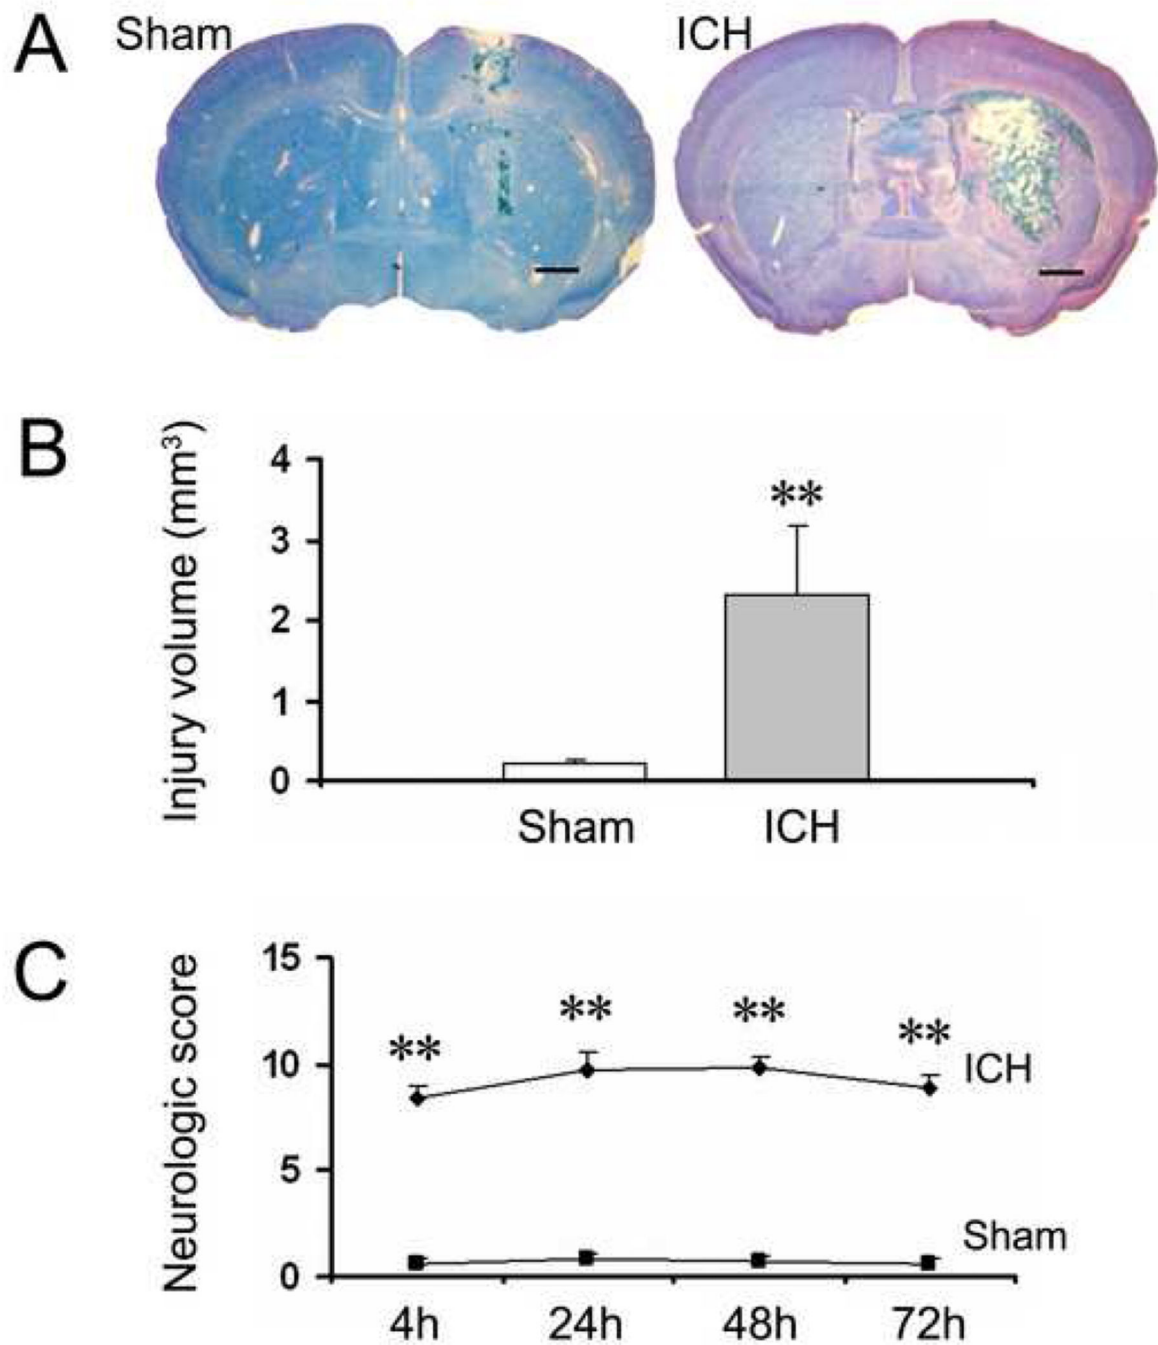 A
Sham
ICH
B
Injury volume (mm³)
4
3
2
1
0
**
Sham
ICH
C
Neurologic score
15
10
5
0
**
**
**
**
ICH
Sham
4h
24h
48h
72h